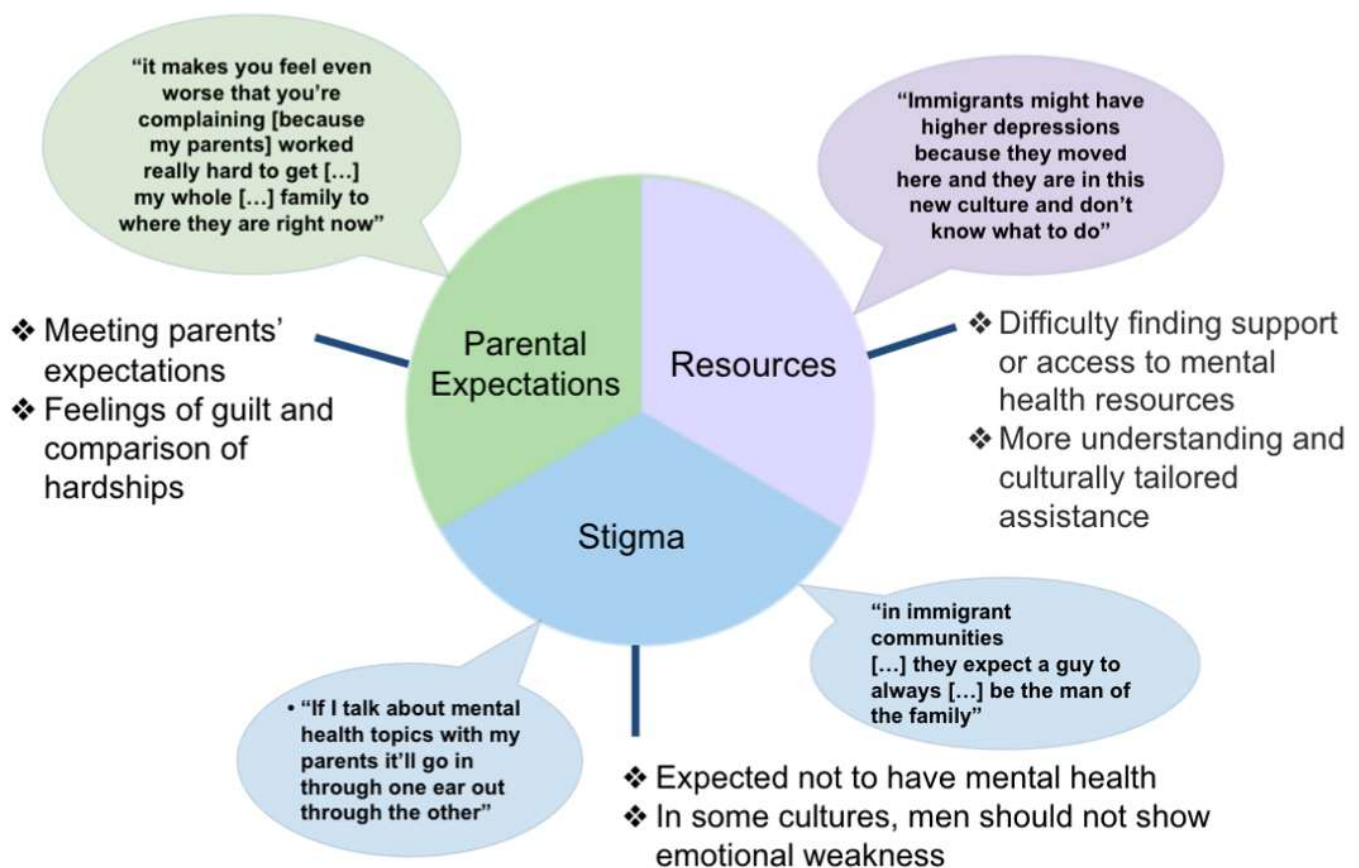 “it makes you feel even
worse that you’re
complaining [because
my parents] worked
really hard to get [...]
my whole [...] family to
where they are right now”
“Immigrants might have
higher depressions
because they moved
here and they are in this
new culture and don’t
know what to do”
❖ Meeting parents’
expectations
❖ Feelings of guilt and
comparison of
hardships
Parental
Expectations
Resources
❖ Difficulty finding support
or access to mental
health resources
❖ More understanding and
culturally tailored
assistance
Stigma
“in immigrant
communities
[...] they expect a guy to
always [...] be the man of
the family”
• “If I talk about mental
health topics with my
parents it’ll go in
through one ear out
through the other”
❖ Expected not to have mental health
❖ In some cultures, men should not show
emotional weakness